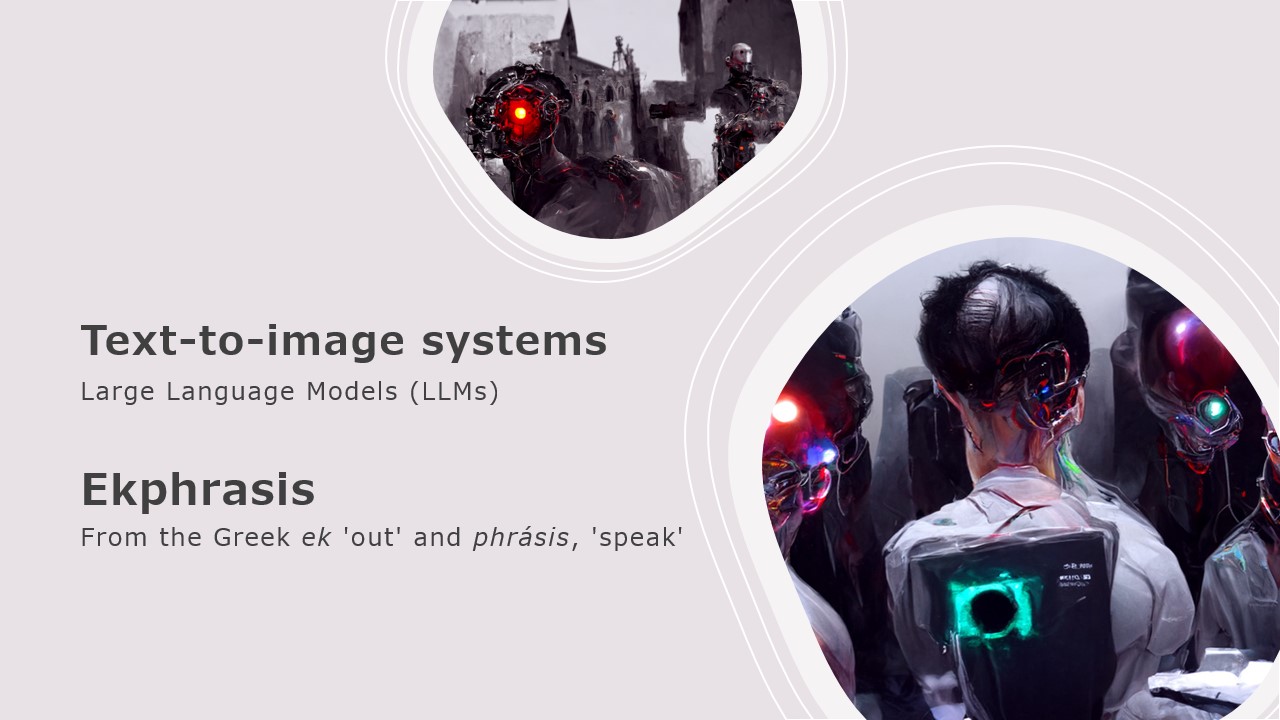 Text-to-image systems
Large Language Models (LLMs)
Ekphrasis
From the Greek ek 'out' and phrásis, 'speak'